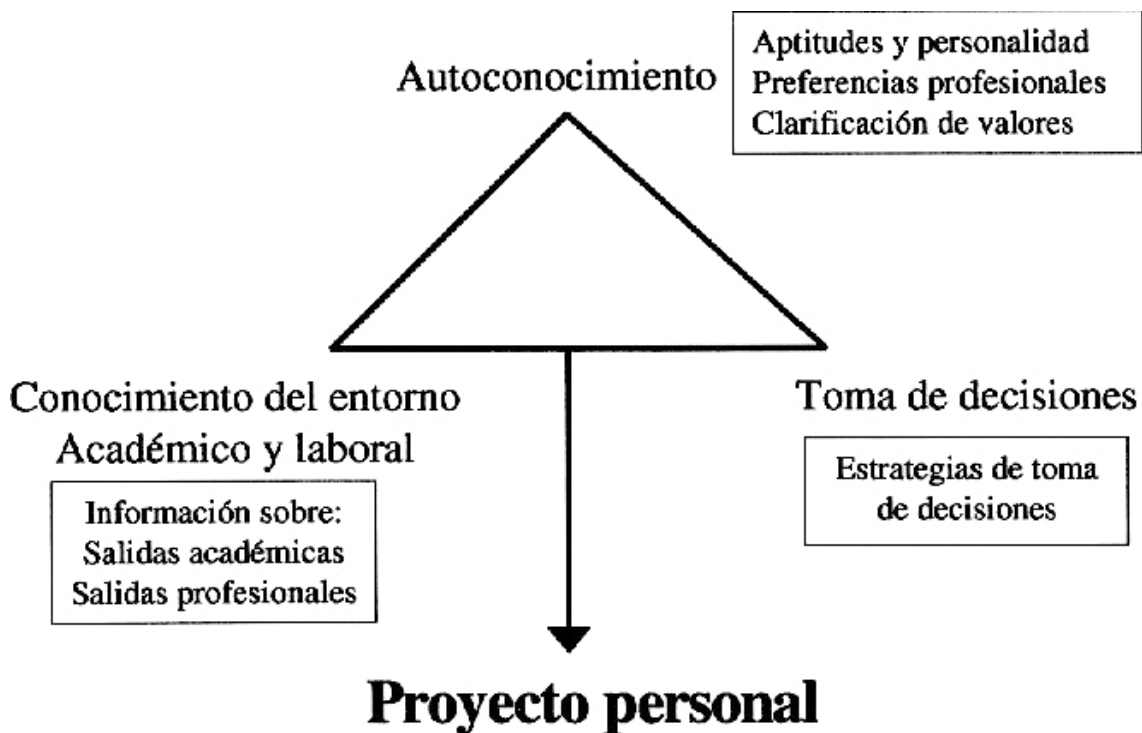 Autoconocimiento
Aptitudes y personalidad
Preferencias profesionales
Clarificación de valores
Conocimiento del entorno
Académico y laboral
Información sobre:
Salidas académicas
Salidas profesionales
Toma de decisiones
Estrategias de toma
de decisiones
Proyecto personal